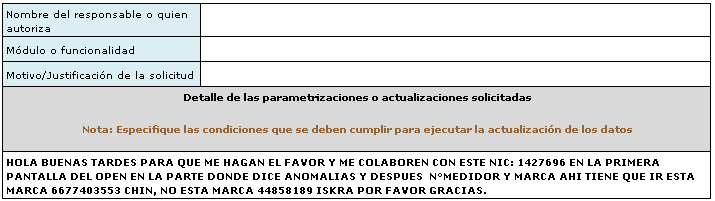 Nombre del responsable o quien
autoriza
Módulo o funcionalidad
Motivo/Justificación de la solicitud
Detalle de las parametrizaciones o actualizaciones solicitadas
Nota: Especifique las condiciones que se deben cumplir para ejecutar la actualización de los datos
HOLA BUENAS TARDES PARA QUE ME HAGAN EL FAVOR Y ME COLABOREN CON ESTE NIC: 1427696 EN LA PRIMERA
PANTALLA DEL OPEN EN LA PARTE DONDE DICE ANOMALIAS Y DESPUES N°MEDIDOR Y MARCA AHI TIENE QUE IR ESTA
MARCA 6677403553 CHIN, NO ESTA MARCA 44858189 ISKRA POR FAVOR GRACIAS.